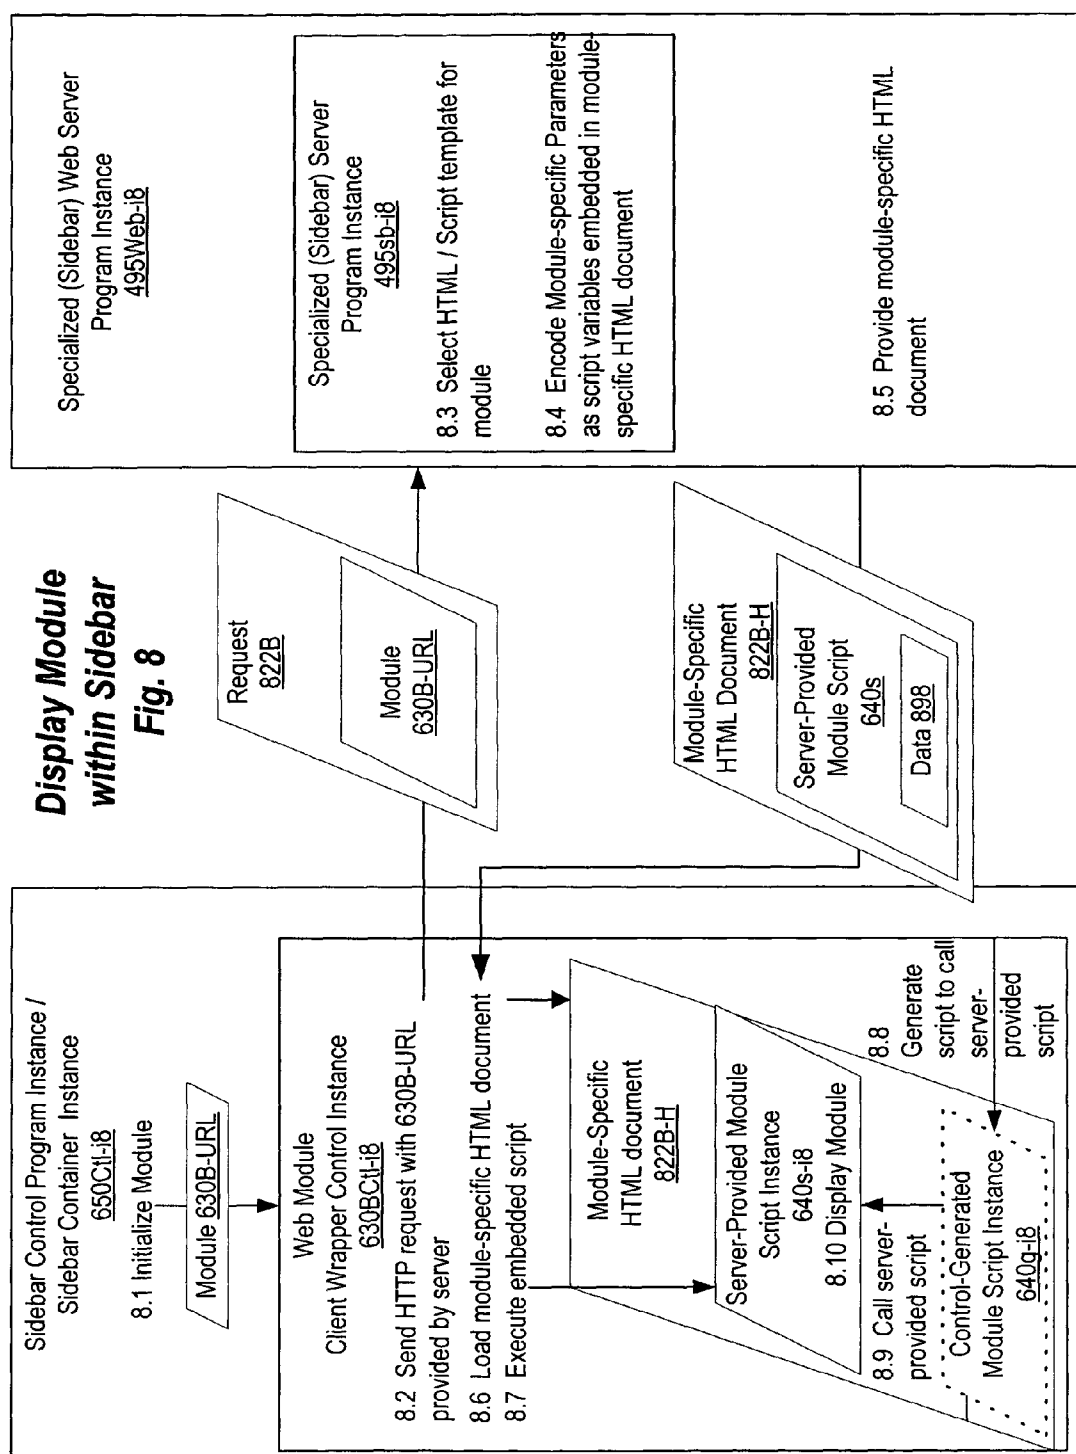 Display Module
within Sidebar
Fig. 8
Sidebar Control Program Instance /
Sidebar Container Instance
650Ctl-i8
8.1 Initialize Module
Module 630B-URL
Web Module
Client Wrapper Control Instance
630BCtl-i8
8.2 Send HTTP request with 630B-URL
provided by server
8.6 Load module-specific HTML document
8.7 Execute embedded script
Module-Specific
HTML document
822B-H
Server-Provided Module
Script Instance
640s-i8
8.10 Display Module
8.9 Call server-
provided script
Control-Generated
Module Script Instance
640g-i8
8.8
Generate
script to call
server-
provided
script
Request
822B
Module
630B-URL
Module-Specific
HTML Document
822B-H
Server-Provided
Module Script
640s
Data 898
Specialized (Sidebar) Web Server
Program Instance
495Web-i8
Specialized (Sidebar) Server
Program Instance
495sb-i8
8.3 Select HTML / Script template for
module
8.4 Encode Module-specific Parameters
as script variables embedded in module-
specific HTML document
8.5 Provide module-specific HTML
document